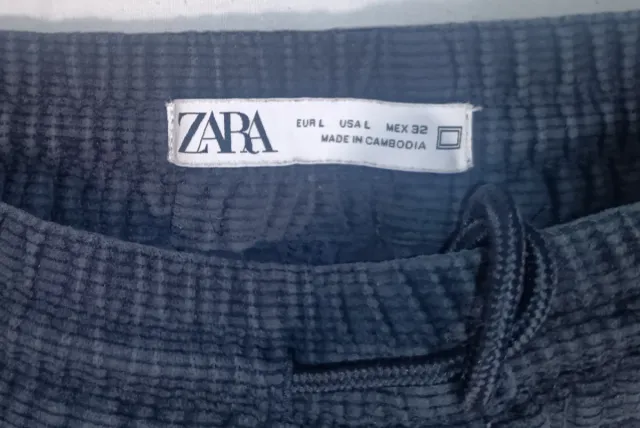 ZARA
EUR L USA L MEX 32
MADE IN CAMBODIA